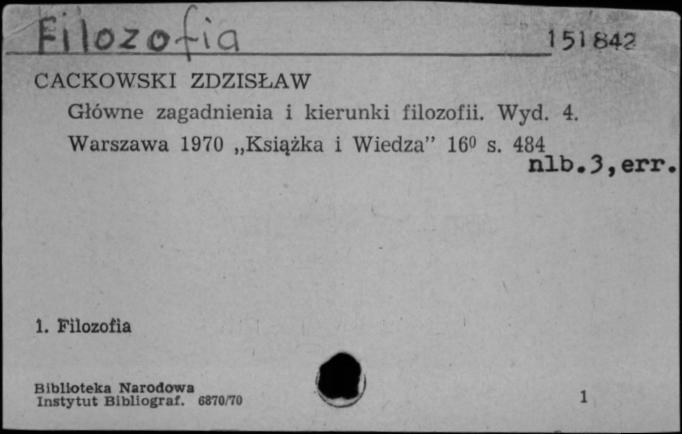 Filozofia
151842
CACKOWSKI ZDZISŁAW
Główne zagadnienia i kierunki filozofii. Wyd. 4.
Warszawa 1970 „Książka i Wiedza” 16⁰ s. 484
nlb.3,err.
1. Filozofia
Biblioteka Narodowa
Instytut Bibliograf. 6870/70
1